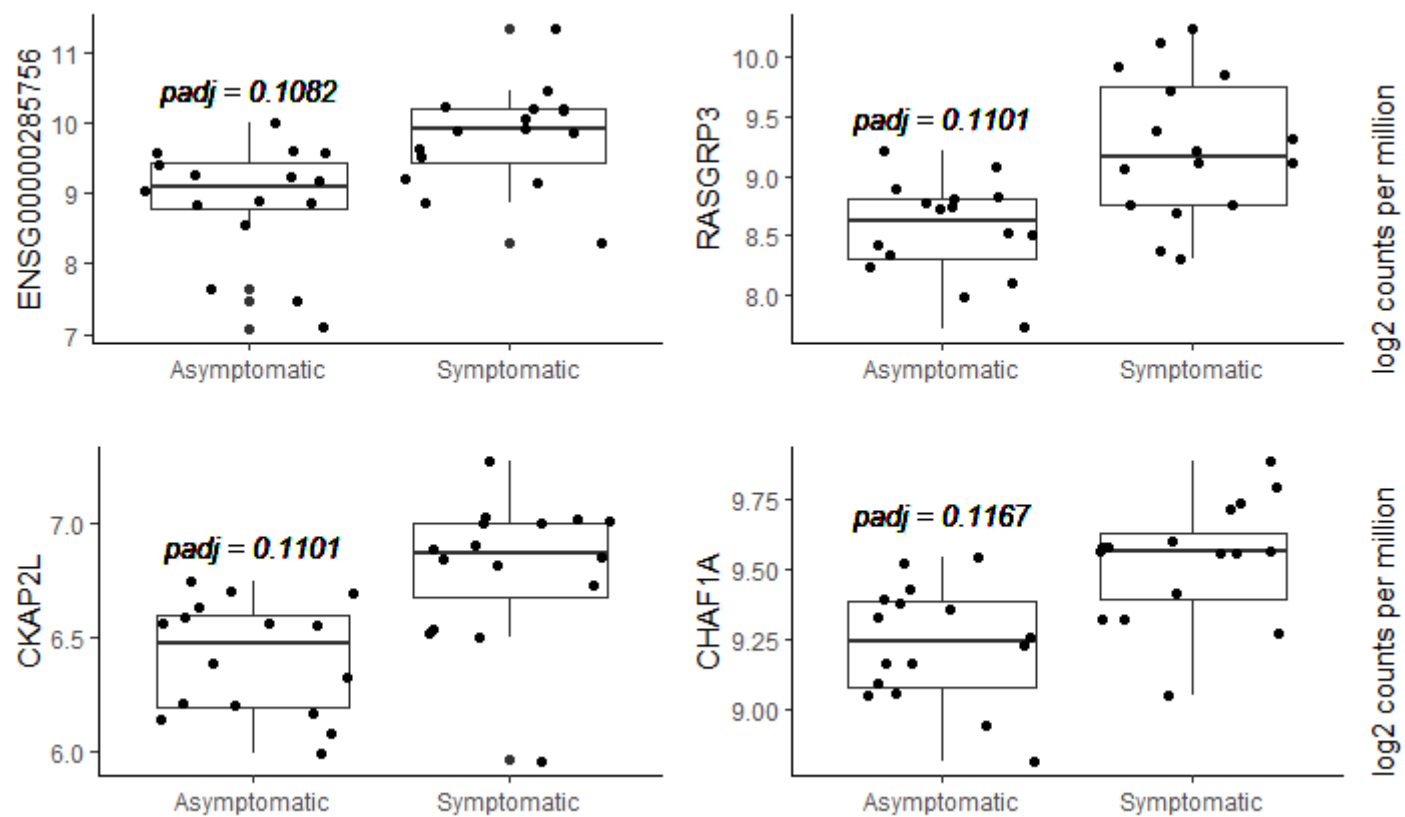 ENSG00000285756
11
10
9
8
7
padj = 0.1082
Asymptomatic
Symptomatic
RASGRP3
10.0
9.5
9.0
8.5
8.0
padj = 0.1101
Asymptomatic
Symptomatic
log2 counts per million
CKAP2L
7.0
6.5
6.0
padj = 0.1101
Asymptomatic
Symptomatic
CHAF1A
9.75
9.50
9.25
9.00
padj = 0.1167
Asymptomatic
Symptomatic
log2 counts per million